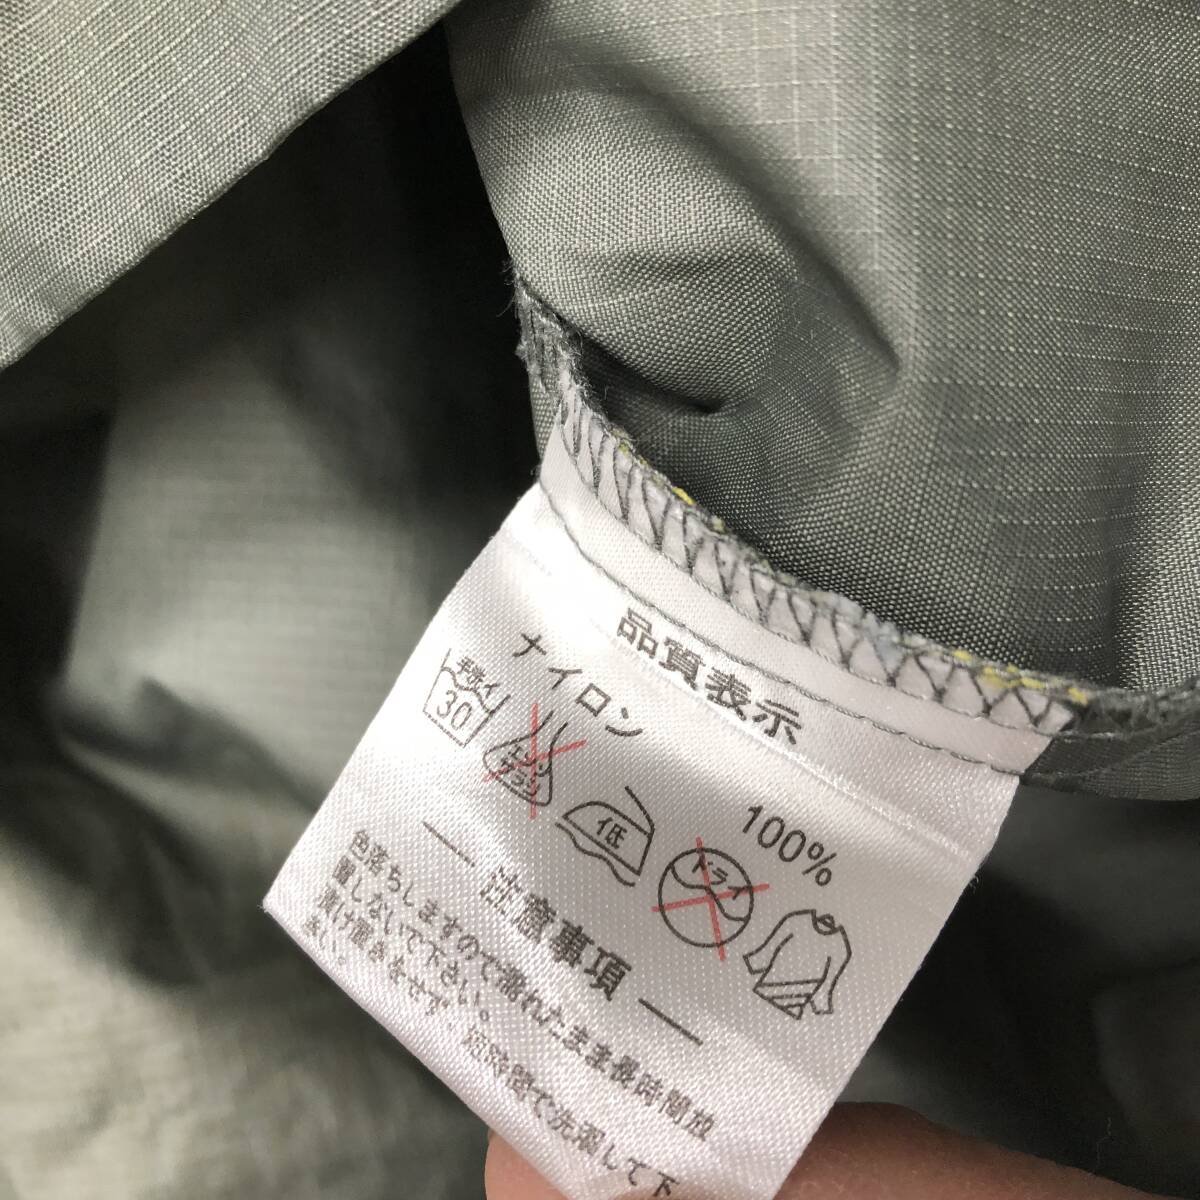 品質表示
ナイロン 100%
手洗イ
30
低
ドライ
注意事項
色落ちしますので濡れたまま長時間放
置しないで下さい。
漬け置きをせず、短時間で洗濯して下
さい。